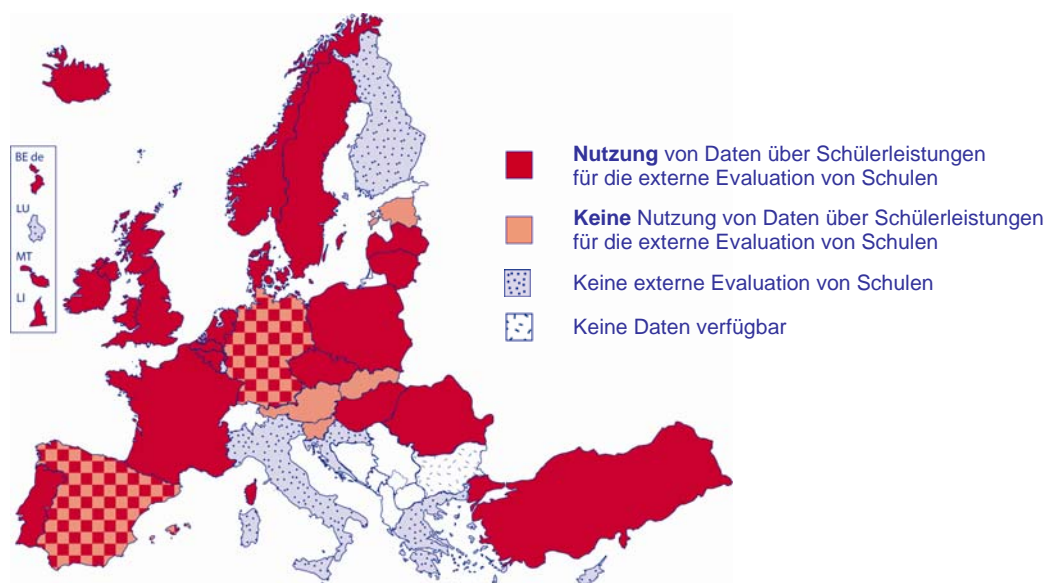 BE de
LU
MT
LI
Nutzung von Daten über Schülerleistungen
für die externe Evaluation von Schulen
Keine Nutzung von Daten über Schülerleistungen
für die externe Evaluation von Schulen
Keine externe Evaluation von Schulen
Keine Daten verfügbar